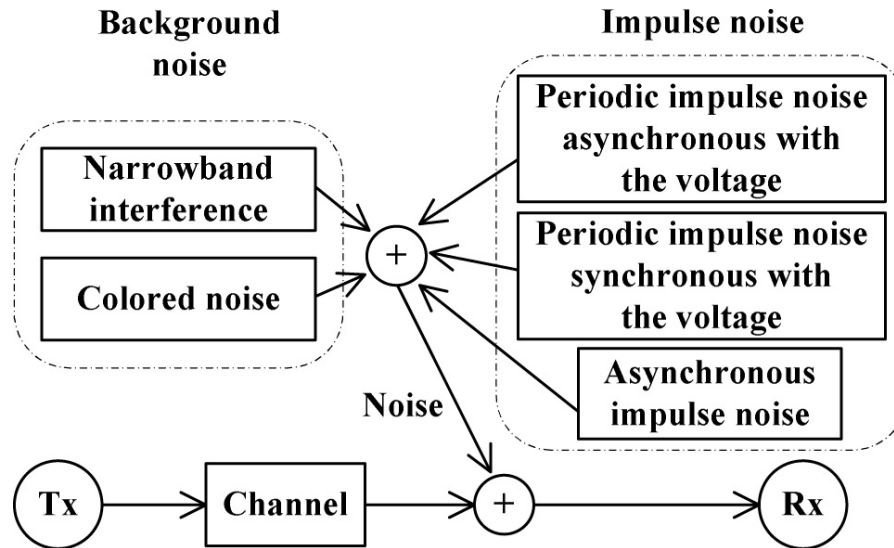 Background
noise
Impulse noise
Narrowband
interference
Colored noise
+
Periodic impulse noise
asynchronous with
the voltage
Periodic impulse noise
synchronous with
the voltage
Asynchronous
impulse noise
Noise
Tx
Channel
+
Rx